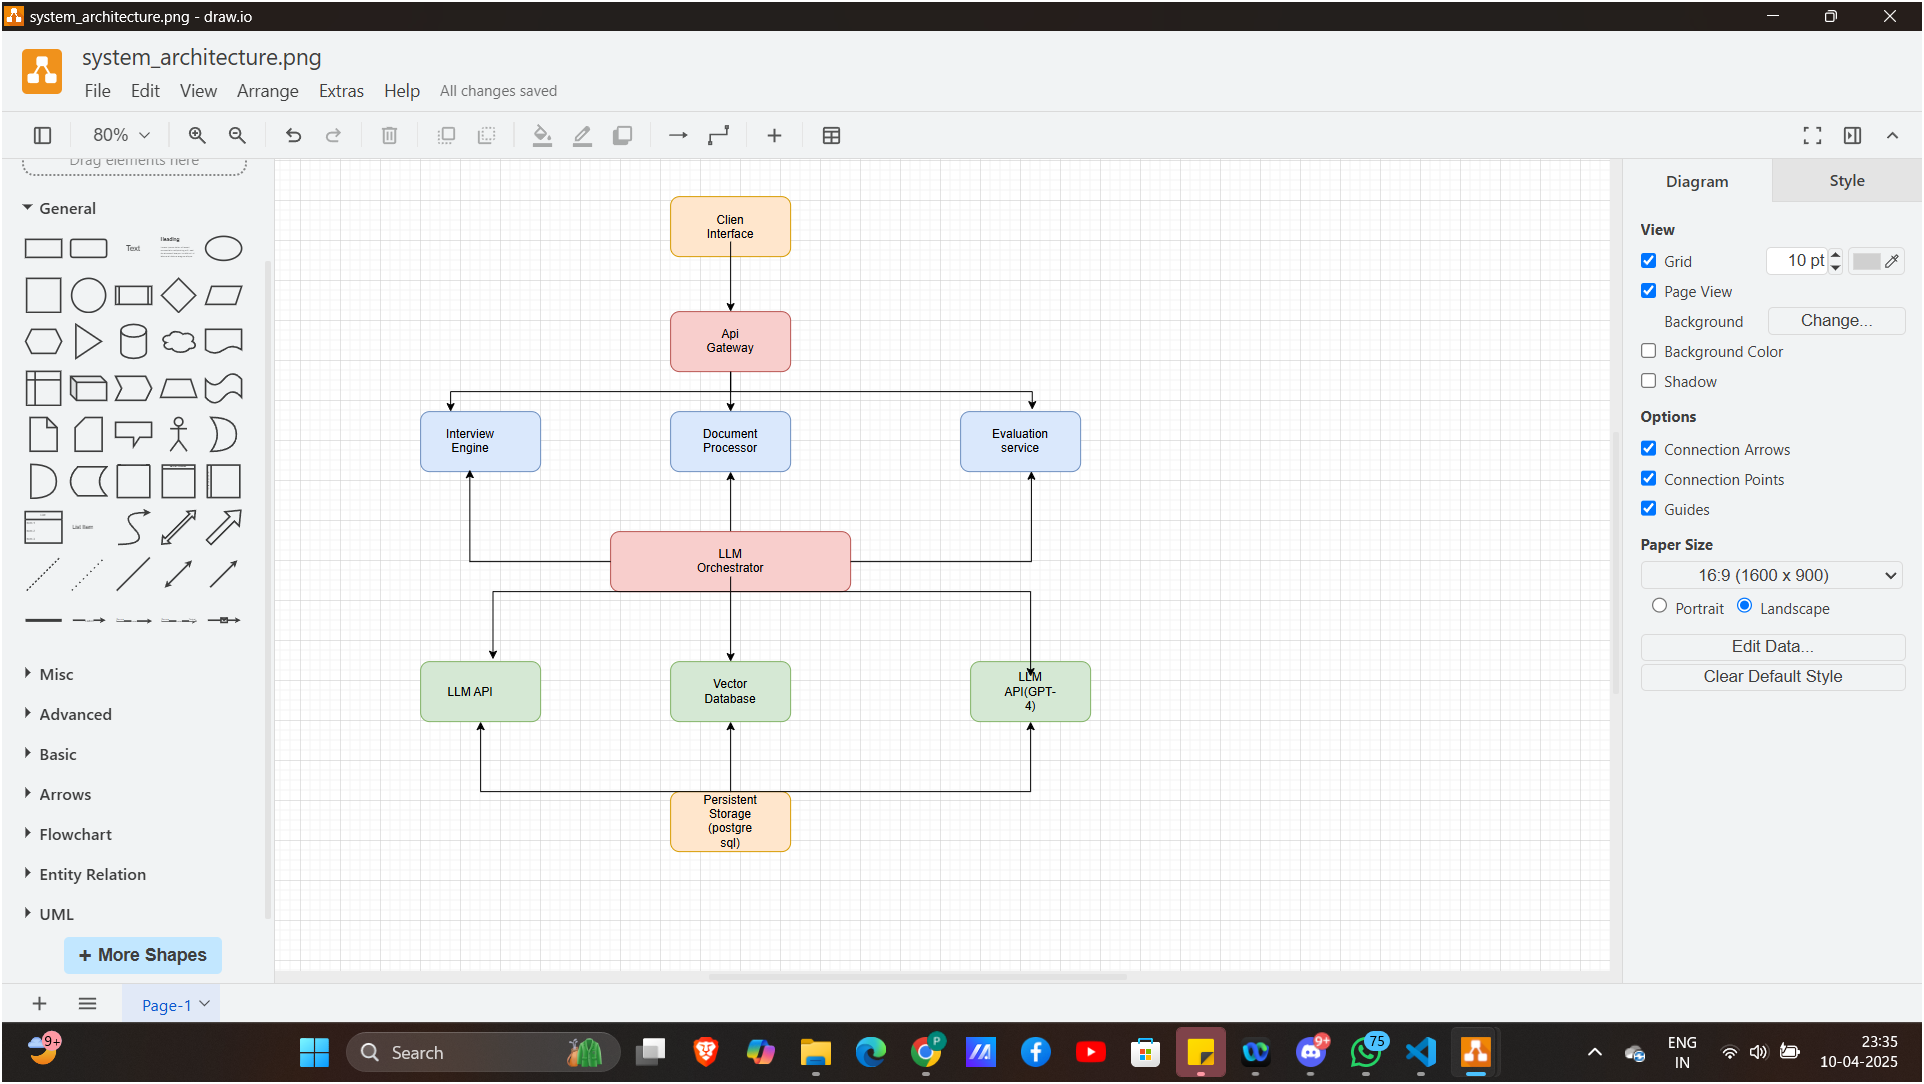 system_architecture.png - draw.io
system_architecture.png
File Edit View Arrange Extras Help All changes saved
80%
Drag elements here
General
Text
Heading
List Item
Misc
Advanced
Basic
Arrows
Flowchart
Entity Relation
UML
+ More Shapes
Clien
Interface
Api
Gateway
Interview
Engine
Document
Processor
Evaluation
service
LLM
Orchestrator
LLM API
Vector
Database
LLM
API(GPT-
4)
Persistent
Storage
(postgre
sql)
Diagram Style
View
Grid 10 pt
Page View
Background Change...
Background Color
Shadow
Options
Connection Arrows
Connection Points
Guides
Paper Size
16:9 (1600 x 900)
Portrait Landscape
Edit Data...
Clear Default Style
Page-1
9+
Search
P
9+
75
ENG
IN
23:35
10-04-2025